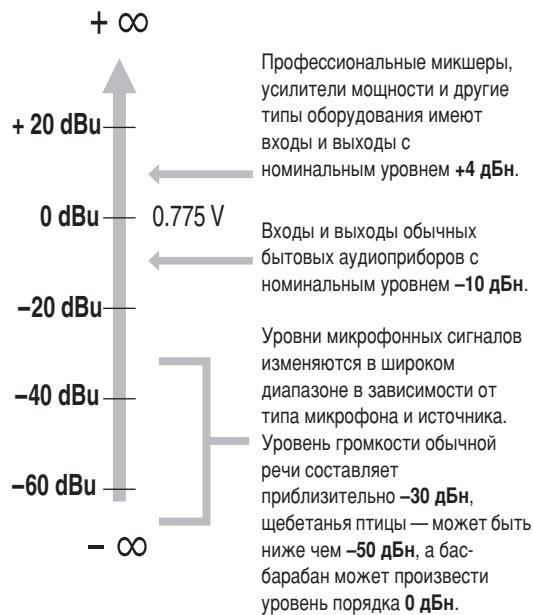 + ∞
+ 20 dBu
0 dBu
0.775 V
−20 dBu
−40 dBu
−60 dBu
− ∞
Профессиональные микшеры,
усилители мощности и другие
типы оборудования имеют
входы и выходы с
номинальным уровнем +4 дБн.
Входы и выходы обычных
бытовых аудиоприборов с
номинальным уровнем −10 дБн.
Уровни микрофонных сигналов
изменяются в широком
диапазоне в зависимости от
типа микрофона и источника.
Уровень громкости обычной
речи составляет
приблизительно −30 дБн,
щебетанья птицы — может быть
ниже чем −50 дБн, а бас-
барабан может произвести
уровень порядка 0 дБн.